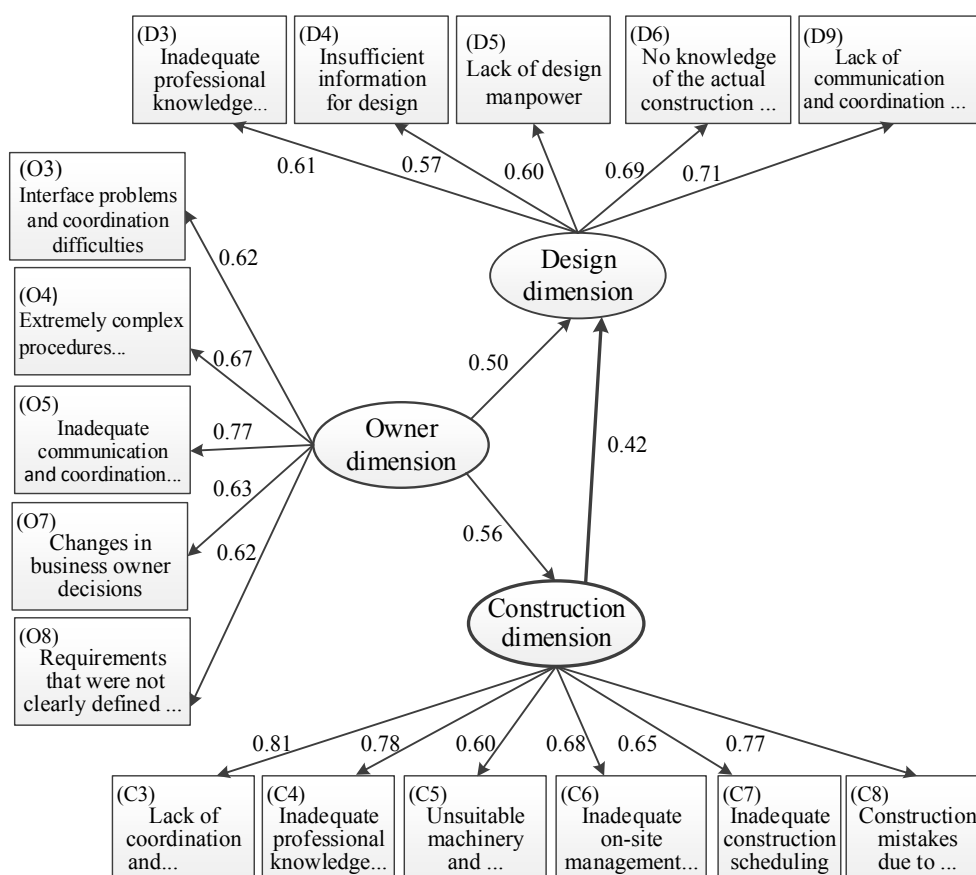 (D3)
Inadequate
professional
knowledge...
(D4)
Insufficient
information
for design
(D5)
Lack of design
manpower
(D6)
No knowledge
of the actual
construction ...
(D9)
Lack of
communication
and coordination ...
0.61
0.57
0.60
0.69
0.71
(O3)
Interface problems
and coordination
difficulties
0.62
Design
dimension
(O4)
Extremely complex
procedures...
0.67
0.50
(O5)
Inadequate
communication
and coordination...
0.77
Owner
dimension
0.42
(O7)
Changes in
business owner
decisions
0.63
0.62
0.56
(O8)
Requirements
that were not
clearly defined ...
Construction
dimension
0.81
0.78
0.60
0.68
0.65
0.77
(C3)
Lack of
coordination
and...
(C4)
Inadequate
professional
knowledge...
(C5)
Unsuitable
machinery
and ...
(C6)
Inadequate
on-site
management...
(C7)
Inadequate
construction
scheduling
(C8)
Construction
mistakes
due to ...